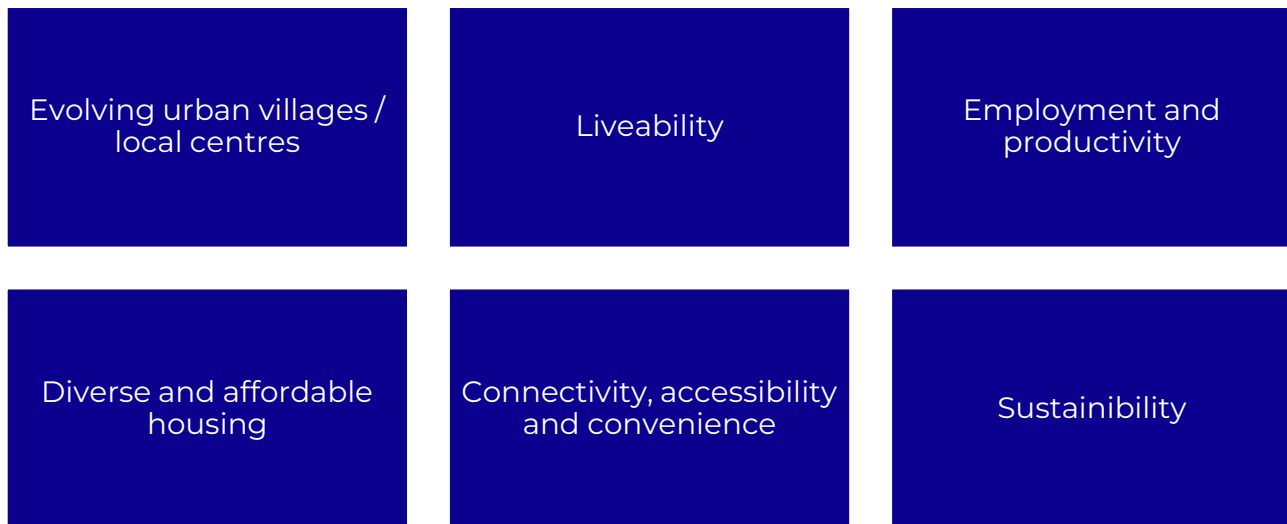 Evolving urban villages /
local centres
Liveability
Employment and
productivity
Diverse and affordable
housing
Connectivity, accessibility
and convenience
Sustainibility